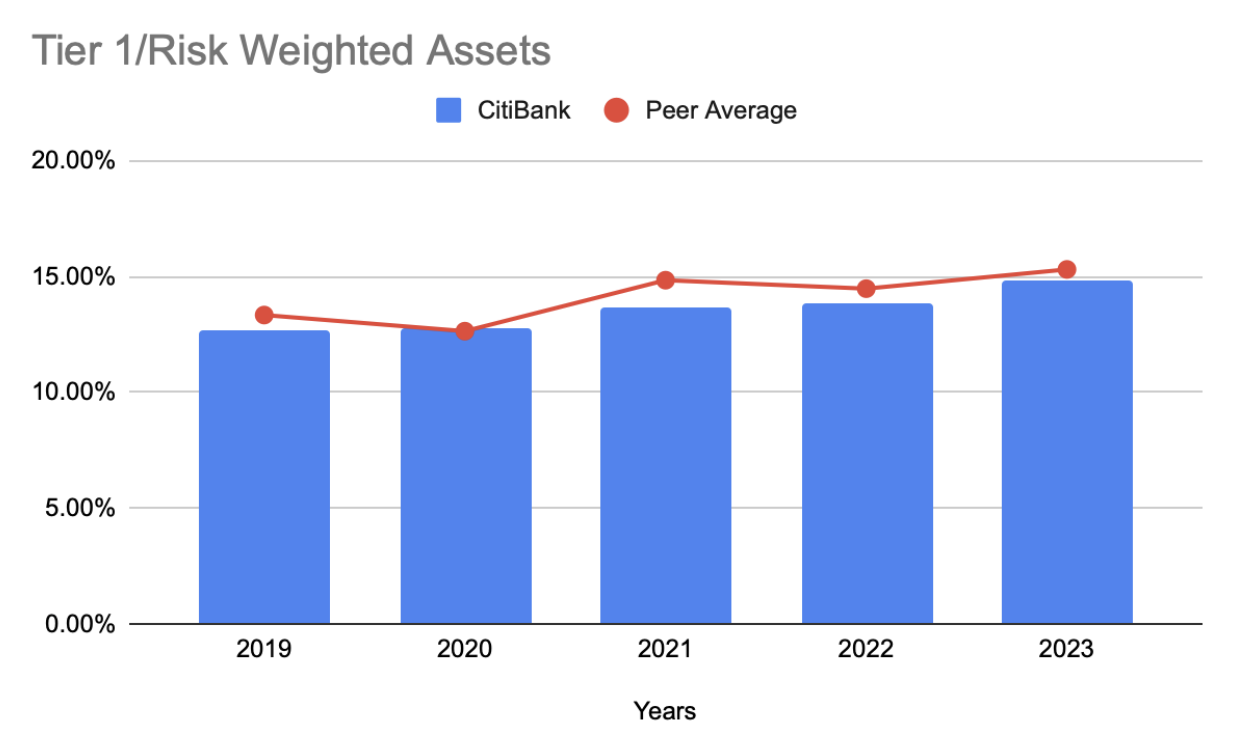 Tier 1/Risk Weighted Assets
CitiBank Peer Average
20.00%
15.00%
10.00%
5.00%
0.00%
2019 2020 2021 2022 2023
Years